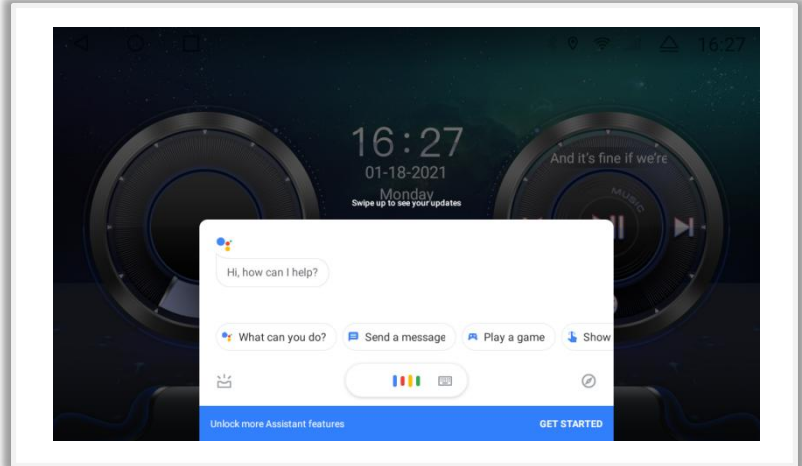 16:27
16:27
01-18-2021
Monday
And it's fine if we're
MUSIC
Swipe up to see your updates
Hi, how can I help?
What can you do?
Send a message
Play a game
Show
Unlock more Assistant features
GET STARTED